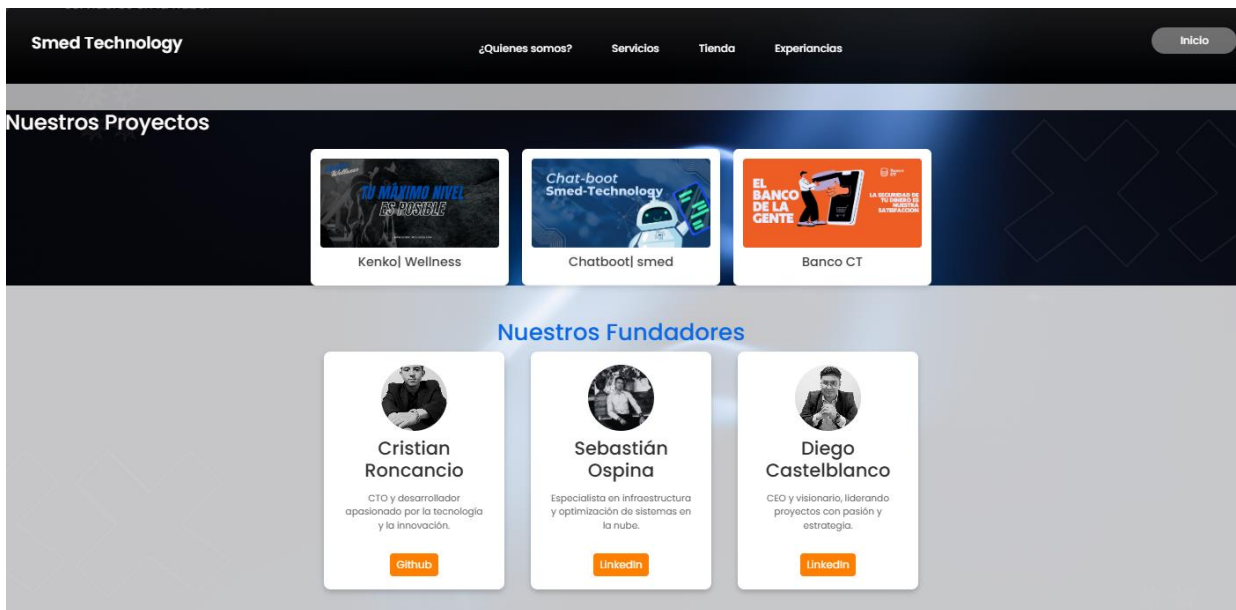 Smed Technology
¿Quienes somos?
Servicios
Tienda
Experiancias
Inicio
Nuestros Proyectos
Wellness
TU MÁXIMO NIVEL
ES POSIBLE
Chat-boot
Smed-Technology
EL
BANCO
DE LA
GENTE
LA SEGURIDAD DE
TU DINERO ES
NUESTRA
SATISFACCIÓN
Kenko| Wellness
Chatboot| smed
Banco CT
Nuestros Fundadores
Cristian
Roncancio
CTO y desarrollador
apasionado por la tecnología
y la innovación.
Github
Sebastián
Ospina
Especialista en infraestructura
y optimización de sistemas en
la nube.
LinkedIn
Diego
Castelblanco
CEO y visionario, liderando
proyectos con pasión y
estrategia.
LinkedIn